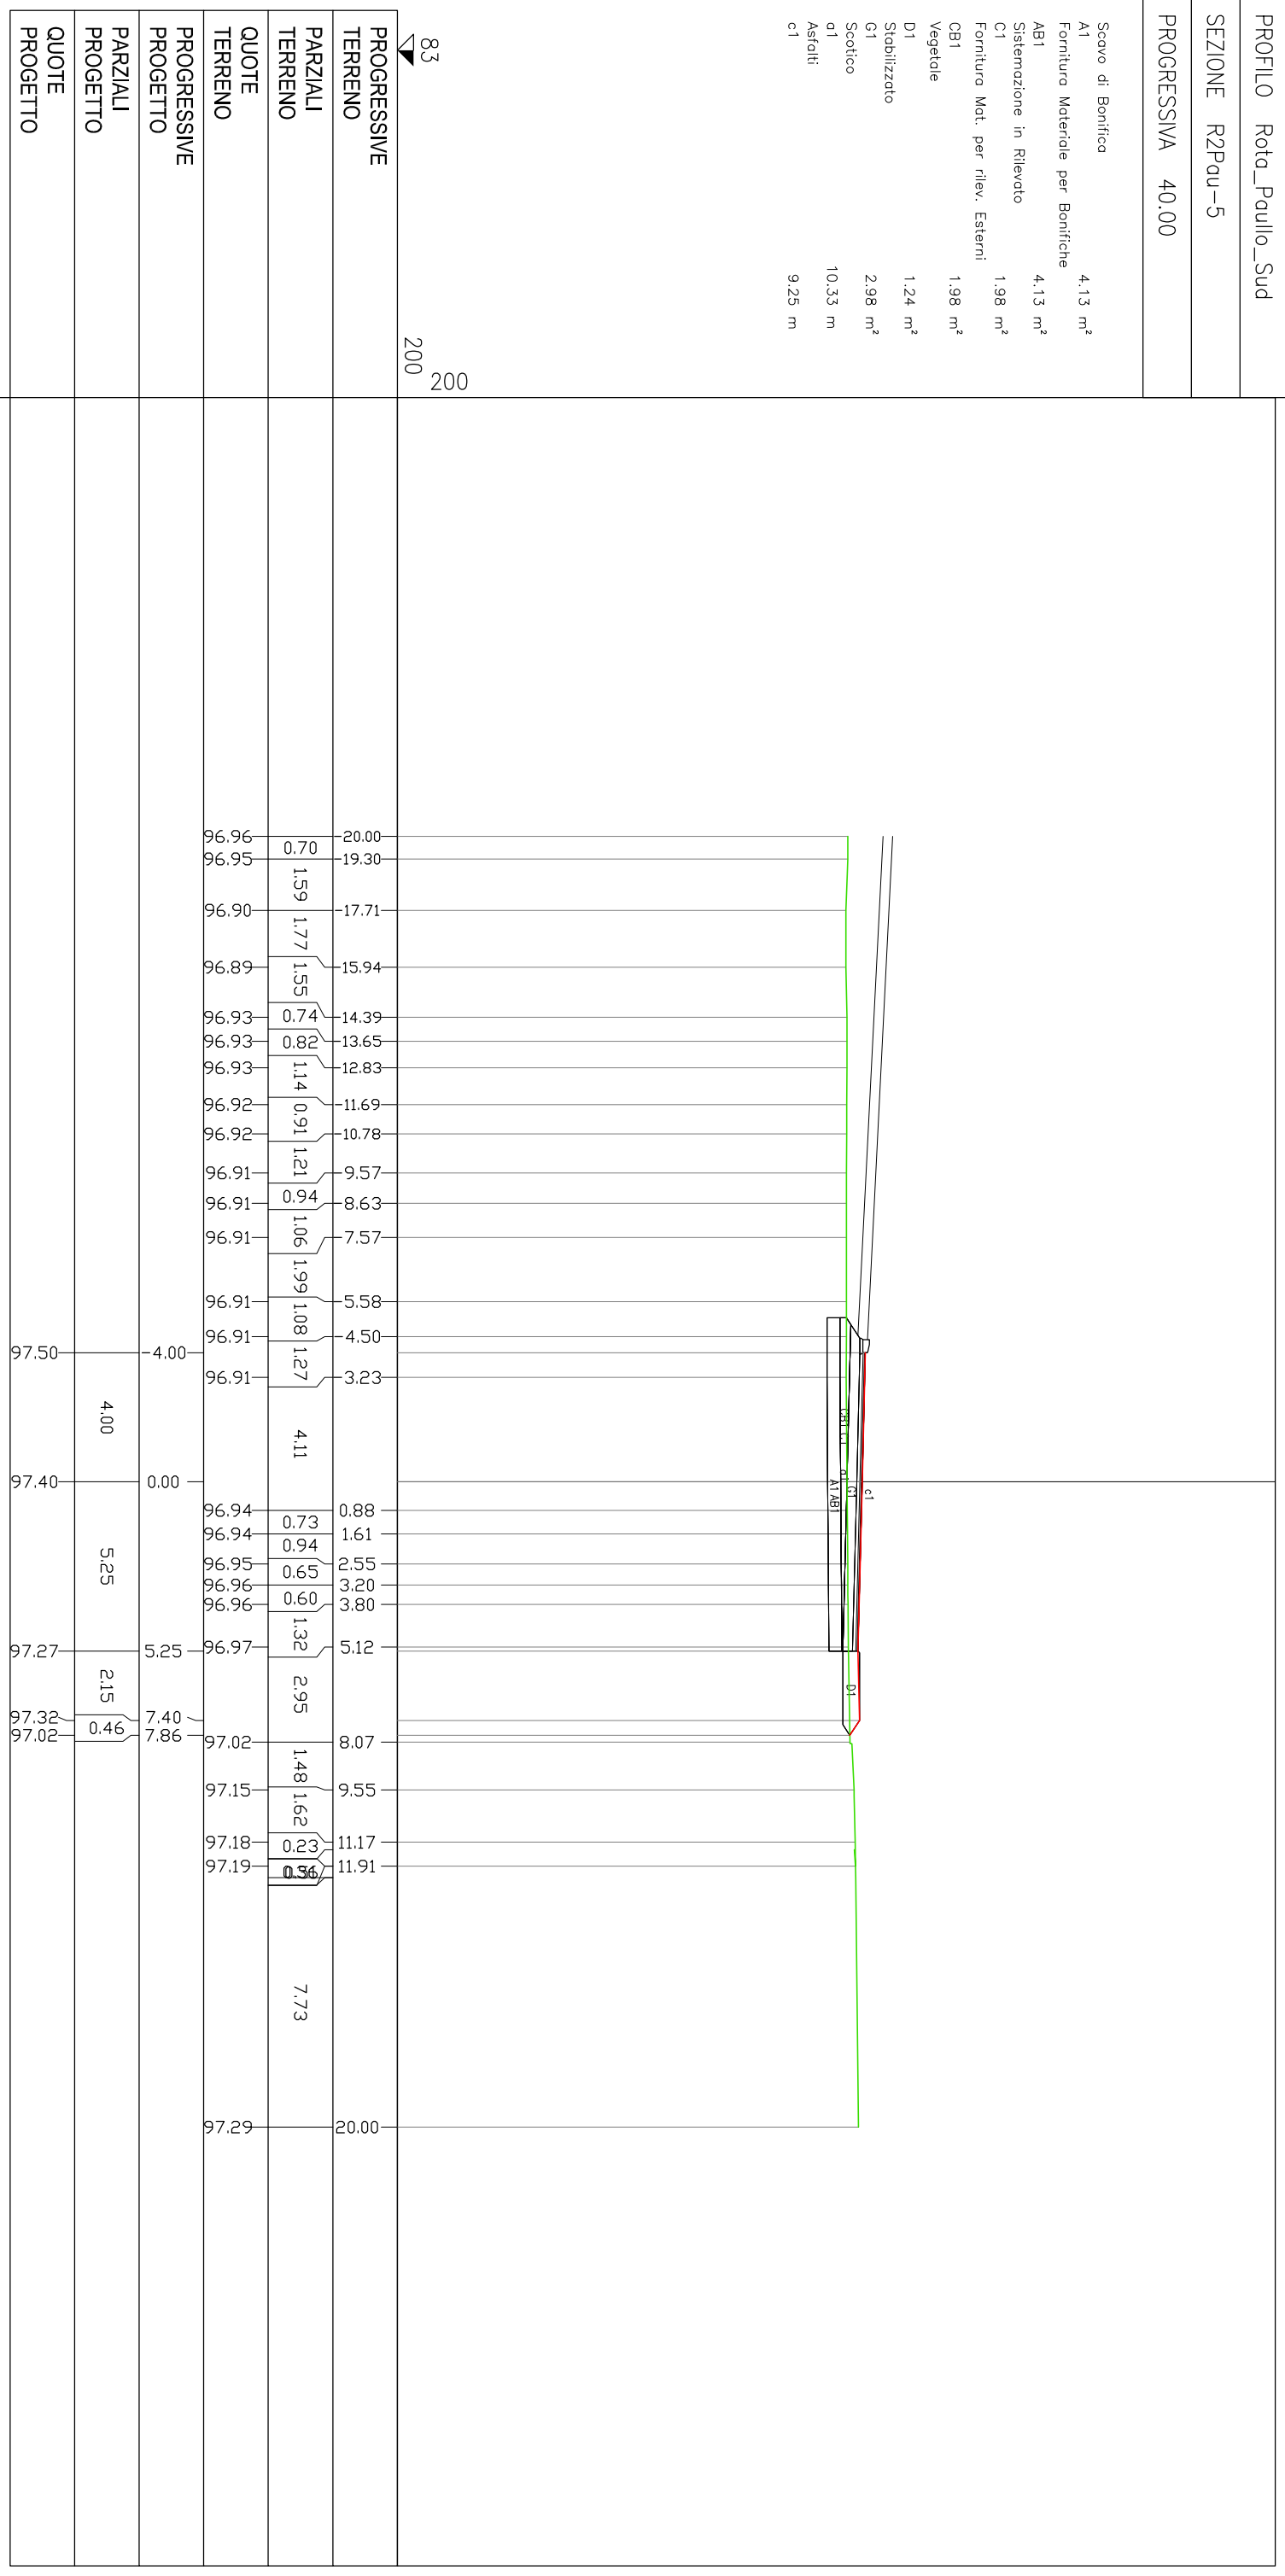 PROFILO Rota_Paullo_Sud
SEZIONE R2Pau-5
PROGRESSIVA 40.00
Scavo di Bonifica
A1 4.13 m²
Fornitura Materiale per Bonifiche
AB1 4.13 m²
Sistemazione in Rilevato
C1 1.98 m²
Fornitura Mat. per rilev. Esterni
CB1 1.98 m²
Vegetale
D1 1.24 m²
Stabilizzato
G1 2.98 m²
Scotico
a1 10.33 m
Asfalti
c1 9.25 m
200
200
83
c1
G1
a1
CB1 C1
A1 AB1
D1
PROGRESSIVE TERRENO
-20.00 -19.30 -17.71 -15.94 -14.39 -13.65 -12.83 -11.69 -10.78 -9.57 -8.63 -7.57 -5.58 -4.50 -3.23 0.88 1.61 2.55 3.20 3.80 5.12 8.07 9.55 11.17 11.91 20.00
PARZIALI TERRENO
0.70 1.59 1.77 1.55 0.74 0.82 1.14 0.91 1.21 0.94 1.06 1.99 1.08 1.27 4.11 0.73 0.94 0.65 0.60 1.32 2.95 1.48 1.62 0.23 7.73
QUOTE TERRENO
96.96 96.95 96.90 96.89 96.93 96.93 96.93 96.92 96.92 96.91 96.91 96.91 96.91 96.91 96.91 96.94 96.94 96.95 96.96 96.96 96.97 97.02 97.15 97.18 97.19 97.29
PROGRESSIVE PROGETTO
-4.00 0.00 5.25 7.40 7.86
PARZIALI PROGETTO
4.00 5.25 2.15 0.46
QUOTE PROGETTO
97.50 97.40 97.27 97.32 97.02